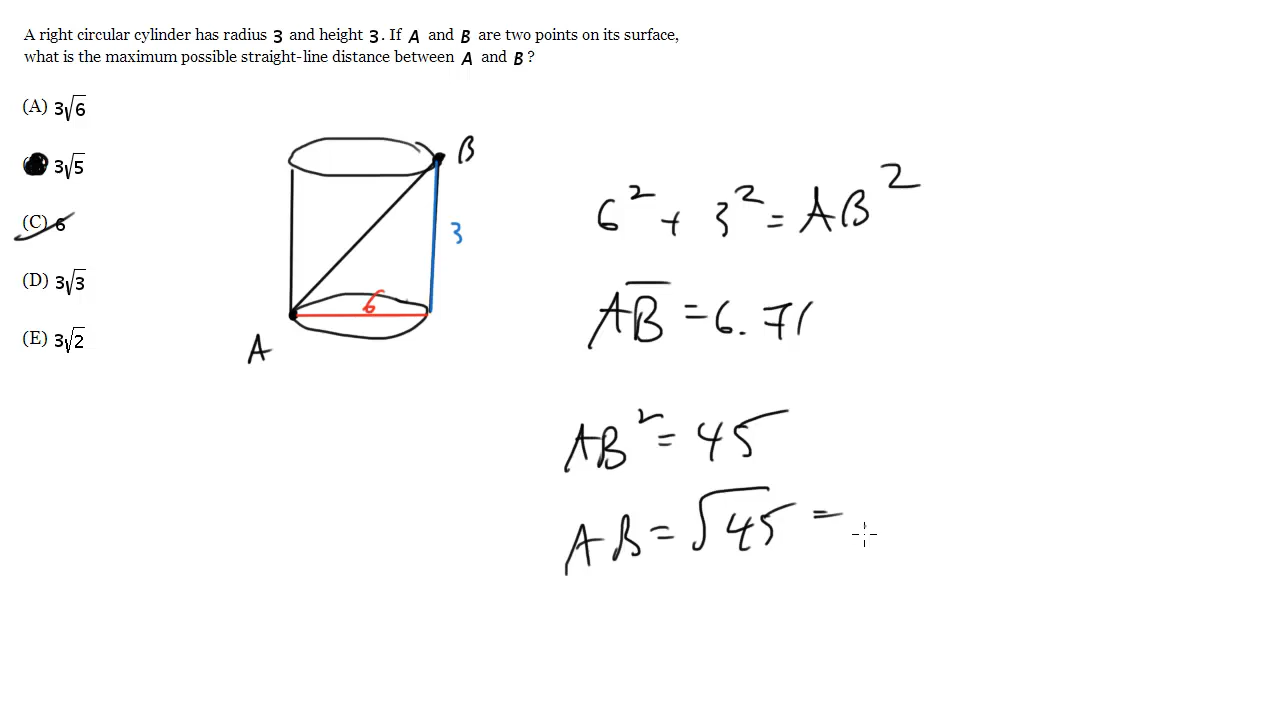 A right circular cylinder has radius 3 and height 3. If A and B are two points on its surface,
what is the maximum possible straight-line distance between A and B?
(A) 3√6
3√5
(C) 6
(D) 3√3
(E) 3√2
B
3
6
A
6² + 3² = AB²
AB = 6.71
AB² = 45
AB = √45 =